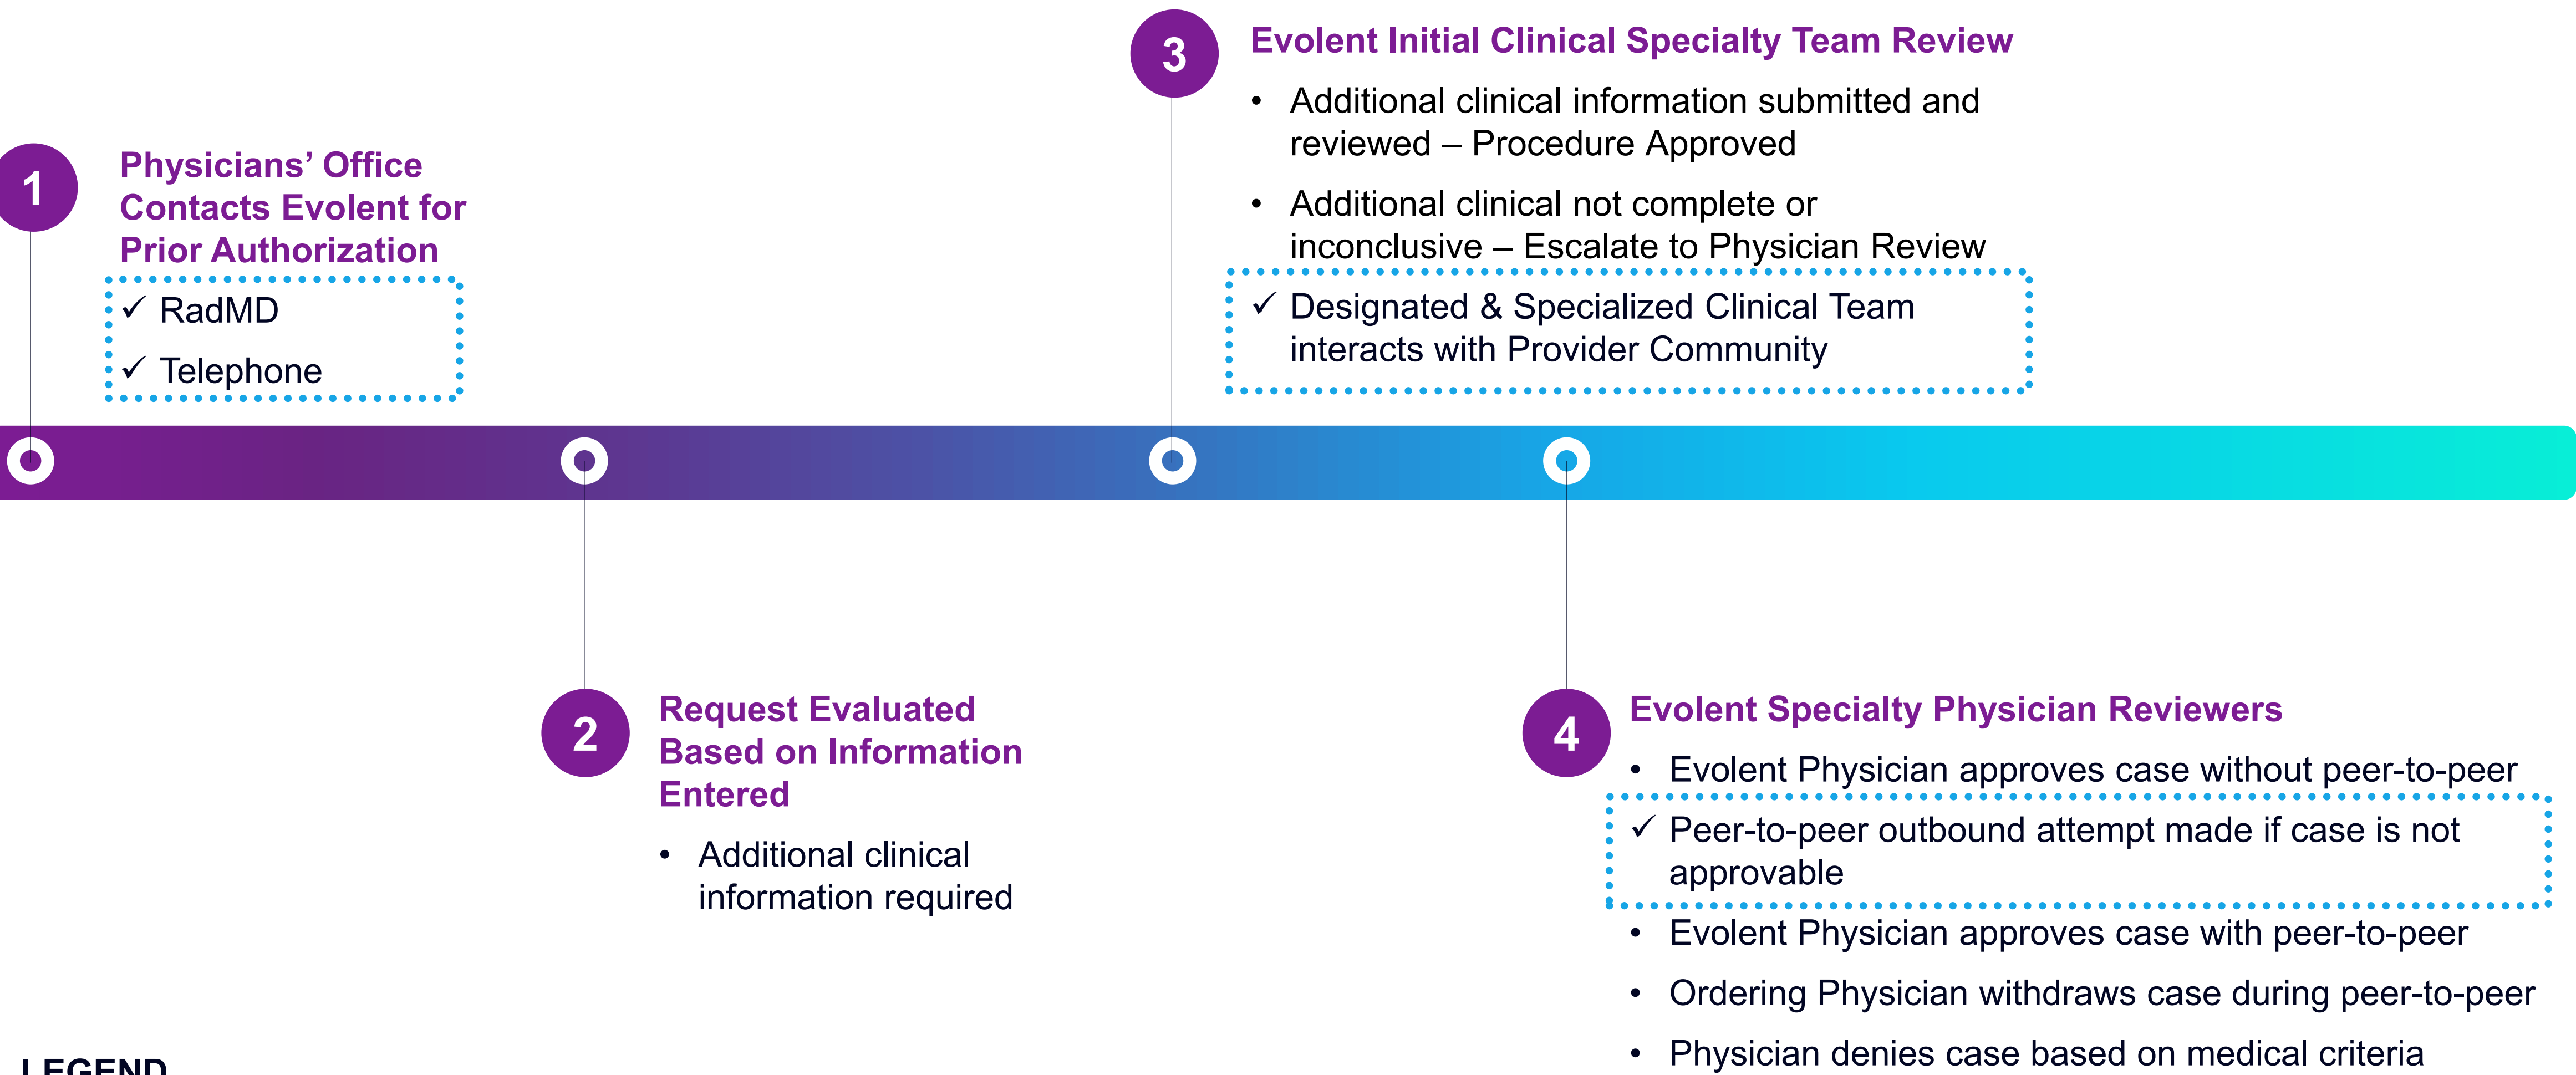 1
Physicians’ Office
Contacts Evolent for
Prior Authorization
✓ RadMD
✓ Telephone
2
Request Evaluated
Based on Information
Entered
• Additional clinical
information required
3
Evolent Initial Clinical Specialty Team Review
• Additional clinical information submitted and
reviewed – Procedure Approved
• Additional clinical not complete or
inconclusive – Escalate to Physician Review
✓ Designated & Specialized Clinical Team
interacts with Provider Community
4
Evolent Specialty Physician Reviewers
• Evolent Physician approves case without peer-to-peer
✓ Peer-to-peer outbound attempt made if case is not
approvable
• Evolent Physician approves case with peer-to-peer
• Ordering Physician withdraws case during peer-to-peer
• Physician denies case based on medical criteria
LEGEND